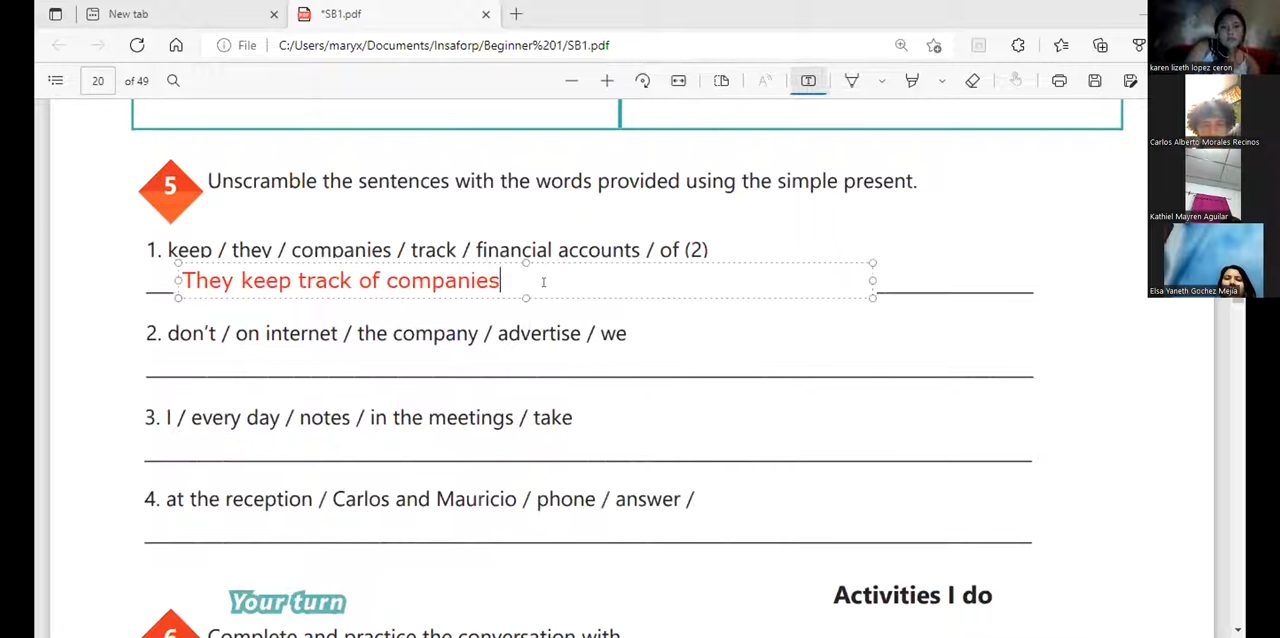 New tab
*SB1.pdf
File
C:/Users/maryx/Documents/Insaforp/Beginner%201/SB1.pdf
20 of 49
karen lizeth lopez ceron
Carlos Alberto Morales Recinos
Kathiel Mayren Aguilar
Elsa Yaneth Gochez Mejia
5 Unscramble the sentences with the words provided using the simple present.
1. keep / they / companies / track / financial accounts / of (2)
They keep track of companies
2. don't / on internet / the company / advertise / we
3. I / every day / notes / in the meetings / take
4. at the reception / Carlos and Mauricio / phone / answer /
Your turn
Activities I do
6 Complete and practice the conversation with